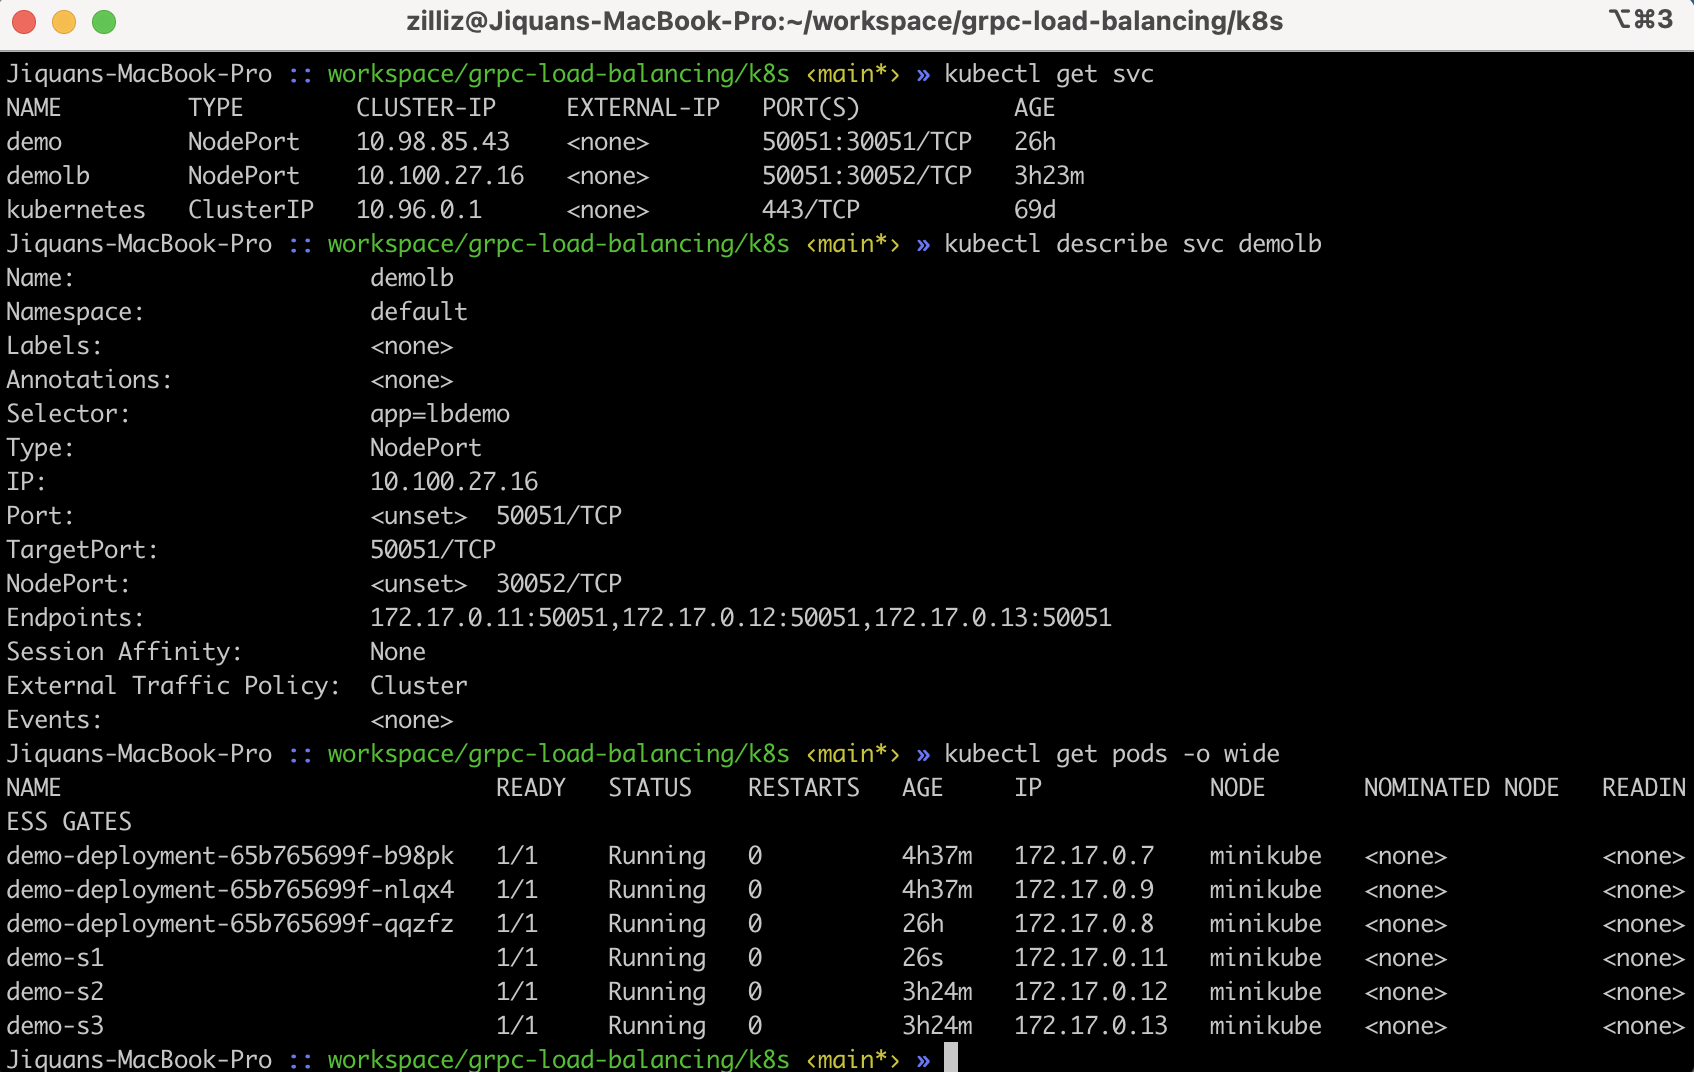 zilliz@Jiquans-MacBook-Pro:~/workspace/grpc-load-balancing/k8s ⌥⌘3
Jiquans-MacBook-Pro :: workspace/grpc-load-balancing/k8s ‹main*› » kubectl get svc
NAME         TYPE        CLUSTER-IP     EXTERNAL-IP   PORT(S)           AGE
demo         NodePort    10.98.85.43    <none>        50051:30051/TCP   26h
demolb       NodePort    10.100.27.16   <none>        50051:30052/TCP   3h23m
kubernetes   ClusterIP   10.96.0.1      <none>        443/TCP           69d
Jiquans-MacBook-Pro :: workspace/grpc-load-balancing/k8s ‹main*› » kubectl describe svc demolb
Name:                     demolb
Namespace:                default
Labels:                   <none>
Annotations:              <none>
Selector:                 app=lbdemo
Type:                     NodePort
IP:                       10.100.27.16
Port:                     <unset>  50051/TCP
TargetPort:               50051/TCP
NodePort:                 <unset>  30052/TCP
Endpoints:                172.17.0.11:50051,172.17.0.12:50051,172.17.0.13:50051
Session Affinity:         None
External Traffic Policy:  Cluster
Events:                   <none>
Jiquans-MacBook-Pro :: workspace/grpc-load-balancing/k8s ‹main*› » kubectl get pods -o wide
NAME                               READY   STATUS    RESTARTS   AGE     IP            NODE       NOMINATED NODE   READIN
ESS GATES
demo-deployment-65b765699f-b98pk   1/1     Running   0          4h37m   172.17.0.7    minikube   <none>           <none>
demo-deployment-65b765699f-nlqx4   1/1     Running   0          4h37m   172.17.0.9    minikube   <none>           <none>
demo-deployment-65b765699f-qqzfz   1/1     Running   0          26h     172.17.0.8    minikube   <none>           <none>
demo-s1                            1/1     Running   0          26s     172.17.0.11   minikube   <none>           <none>
demo-s2                            1/1     Running   0          3h24m   172.17.0.12   minikube   <none>           <none>
demo-s3                            1/1     Running   0          3h24m   172.17.0.13   minikube   <none>           <none>
Jiquans-MacBook-Pro :: workspace/grpc-load-balancing/k8s ‹main*› »